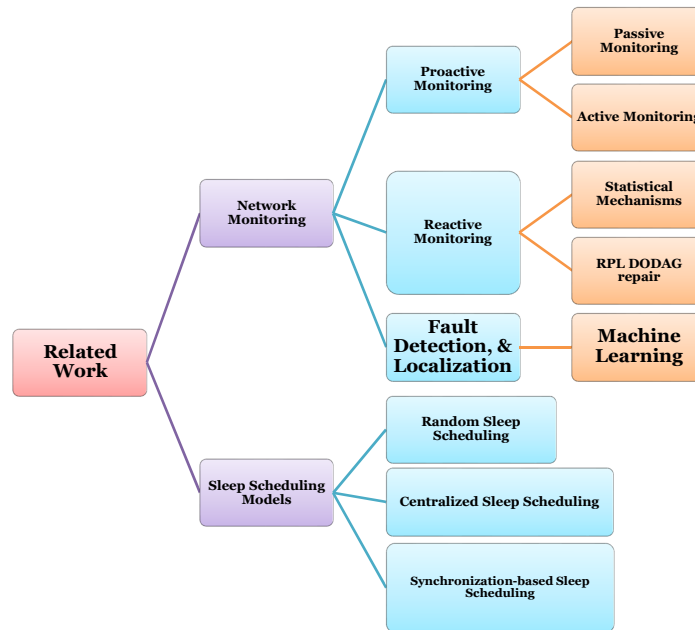 Related
Work
Network
Monitoring
Proactive
Monitoring
Passive
Monitoring
Active Monitoring
Reactive
Monitoring
Statistical
Mechanisms
RPL DODAG
repair
Fault
Detection, &
Localization
Machine
Learning
Sleep Scheduling
Models
Random Sleep
Scheduling
Centralized Sleep Scheduling
Synchronization-based Sleep
Scheduling